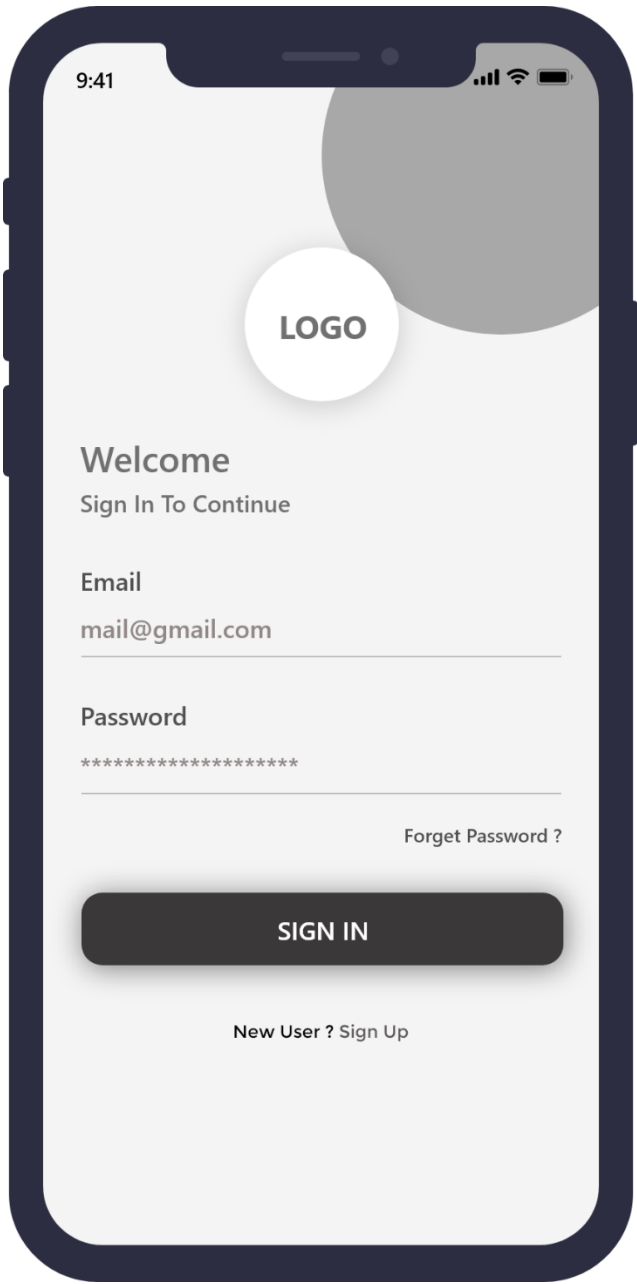 9:41
LOGO
Welcome
Sign In To Continue
Email
mail@gmail.com
Password
********************
Forget Password ?
SIGN IN
New User ? Sign Up